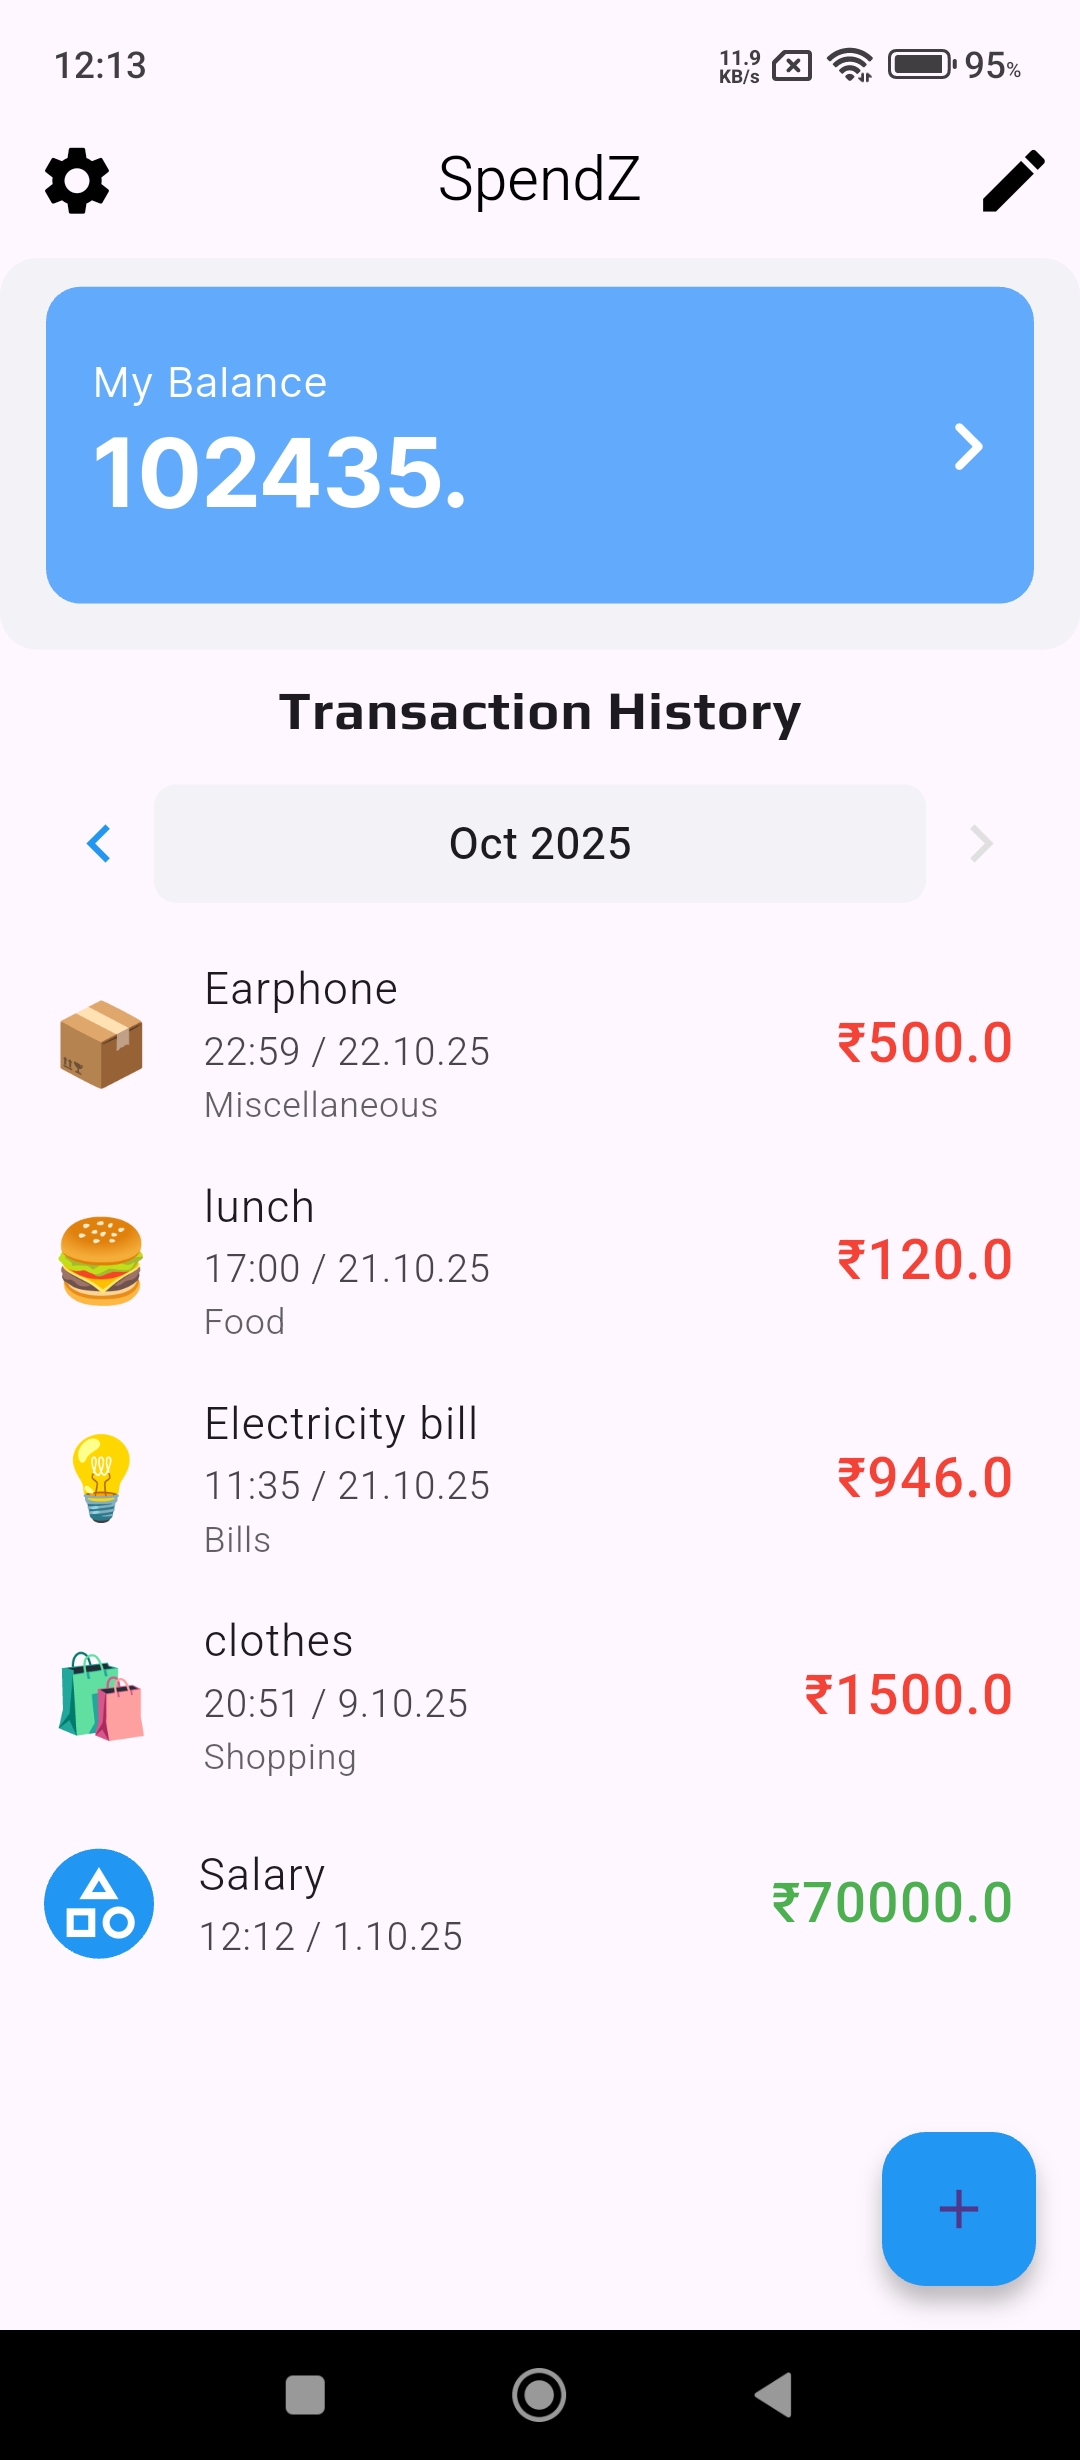 12:13
11.9
KB/s
95%
SpendZ
My Balance
102435.
Transaction History
Oct 2025
Earphone
22:59 / 22.10.25
Miscellaneous
₹500.0
lunch
17:00 / 21.10.25
Food
₹120.0
Electricity bill
11:35 / 21.10.25
Bills
₹946.0
clothes
20:51 / 9.10.25
Shopping
₹1500.0
Salary
12:12 / 1.10.25
₹70000.0